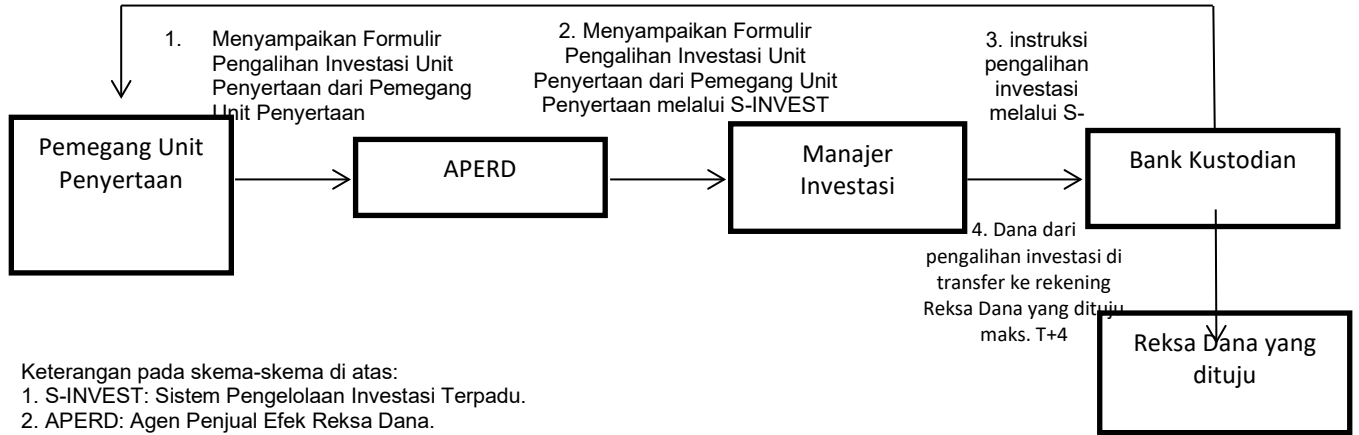 1. Menyampaikan Formulir
Pengalihan Investasi Unit
Penyertaan dari Pemegang
Unit Penyertaan
2. Menyampaikan Formulir
Pengalihan Investasi Unit
Penyertaan dari Pemegang Unit
Penyertaan melalui S-INVEST
3. instruksi
pengalihan
investasi
melalui S-
Pemegang Unit
Penyertaan
APERD
Manajer
Investasi
Bank Kustodian
4. Dana dari
pengalihan investasi di
transfer ke rekening
Reksa Dana yang dituju
maks. T+4
Reksa Dana yang
dituju
Keterangan pada skema-skema di atas:
1. S-INVEST: Sistem Pengelolaan Investasi Terpadu.
2. APERD: Agen Penjual Efek Reksa Dana.